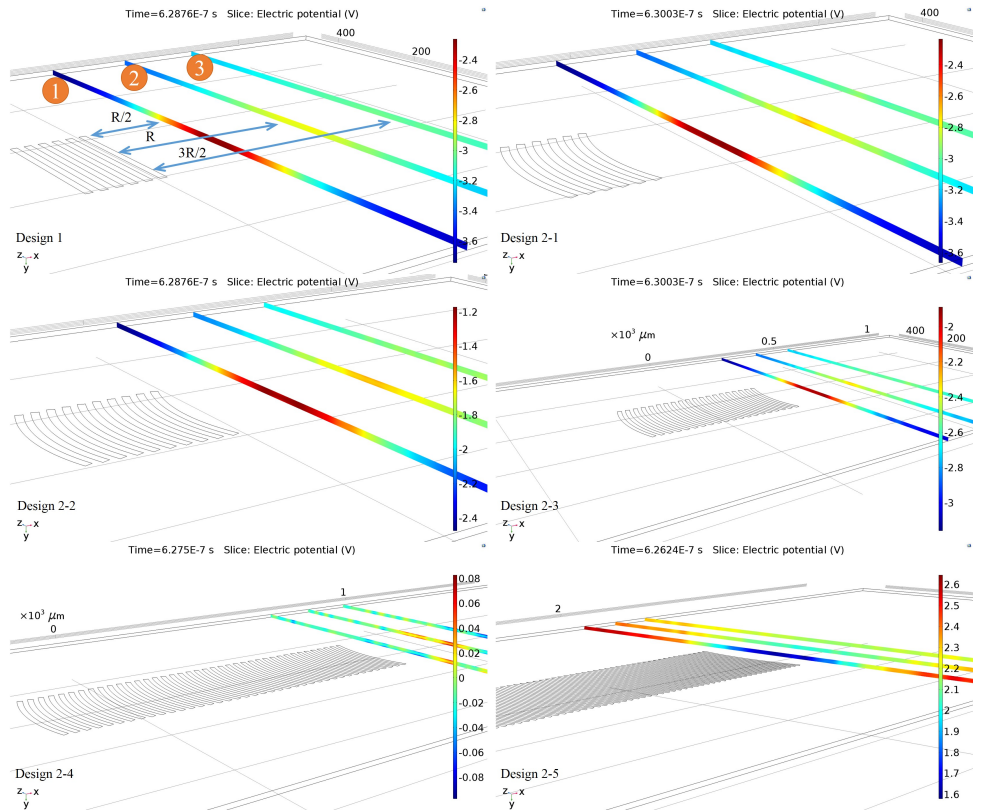 Time=6.2876E-7 s Slice: Electric potential (V)
400
200
1
2
3
R/2
R
3R/2
-2.4
-2.6
-2.8
-3
-3.2
-3.4
-3.6
Design 1
z x
y
Time=6.3003E-7 s Slice: Electric potential (V)
400
-2.4
-2.6
-2.8
-3
-3.2
-3.4
-3.6
Design 2-1
z x
y
Time=6.2876E-7 s Slice: Electric potential (V)
-1.2
-1.4
-1.6
-1.8
-2
-2.2
-2.4
Design 2-2
z x
y
Time=6.3003E-7 s Slice: Electric potential (V)
×10³ µm
0
0.5
1
400
200
-2
-2.2
-2.4
-2.6
-2.8
-3
Design 2-3
z x
y
Time=6.275E-7 s Slice: Electric potential (V)
×10³ µm
0
1
0.08
0.06
0.04
0.02
0
-0.02
-0.04
-0.06
-0.08
Design 2-4
z x
y
Time=6.2624E-7 s Slice: Electric potential (V)
2
2.6
2.5
2.4
2.3
2.2
2.1
2
1.9
1.8
1.7
1.6
Design 2-5
z x
y